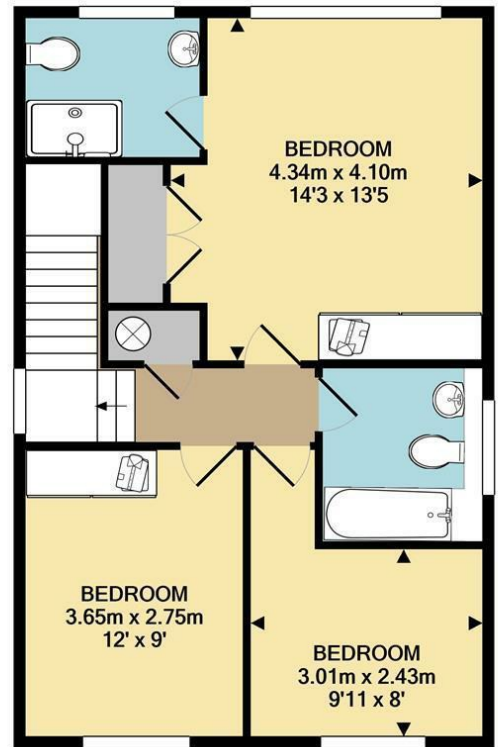 BEDROOM
4.34m x 4.10m
14'3 x 13'5
BEDROOM
3.65m x 2.75m
12' x 9'
BEDROOM
3.01m x 2.43m
9'11 x 8'